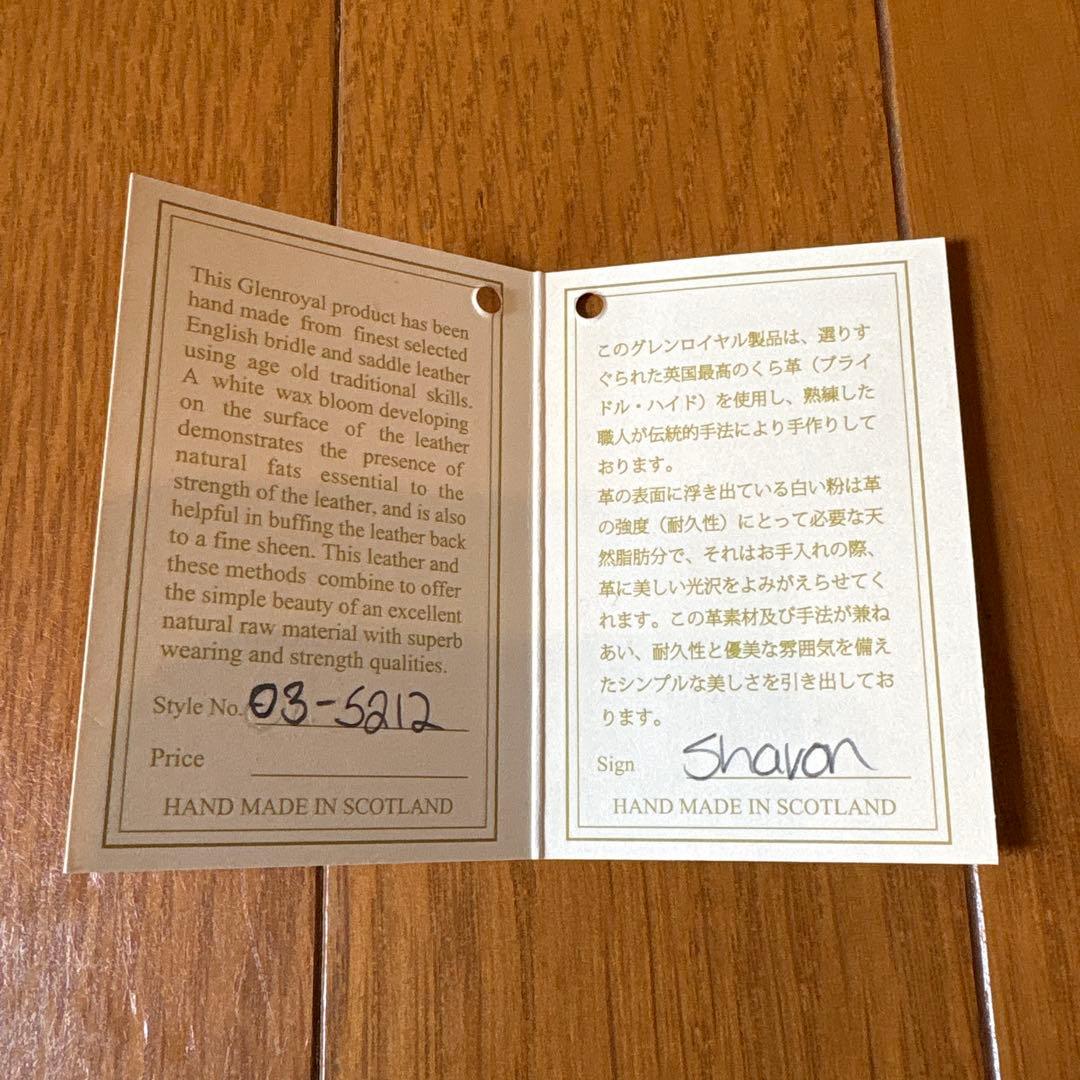 This Glenroyal product has been
hand made from finest selected
English bridle and saddle leather
using age old traditional skills.
A white wax bloom developing
on the surface of the leather
demonstrates the presence of
natural fats essential to the
strength of the leather, and is also
helpful in buffing the leather back
to a fine sheen. This leather and
these methods combine to offer
the simple beauty of an excellent
natural raw material with superb
wearing and strength qualities.
Style No. 03-5212
Price
HAND MADE IN SCOTLAND
このグレンロイヤル製品は、選りす
ぐられた英国最高のくら革（ブライ
ドル・ハイド）を使用し、熟練した
職人が伝統的手法により手作りして
おります。
革の表面に浮き出ている白い粉は革
の強度（耐久性）にとって必要な天
然脂肪分で、それはお手入れの際、
革に美しい光沢をよみがえらせてく
れます。この革素材及び手法が兼ね
あい、耐久性と優美な雰囲気を備え
たシンプルな美しさを引き出してお
ります。
Sign Sharon
HAND MADE IN SCOTLAND